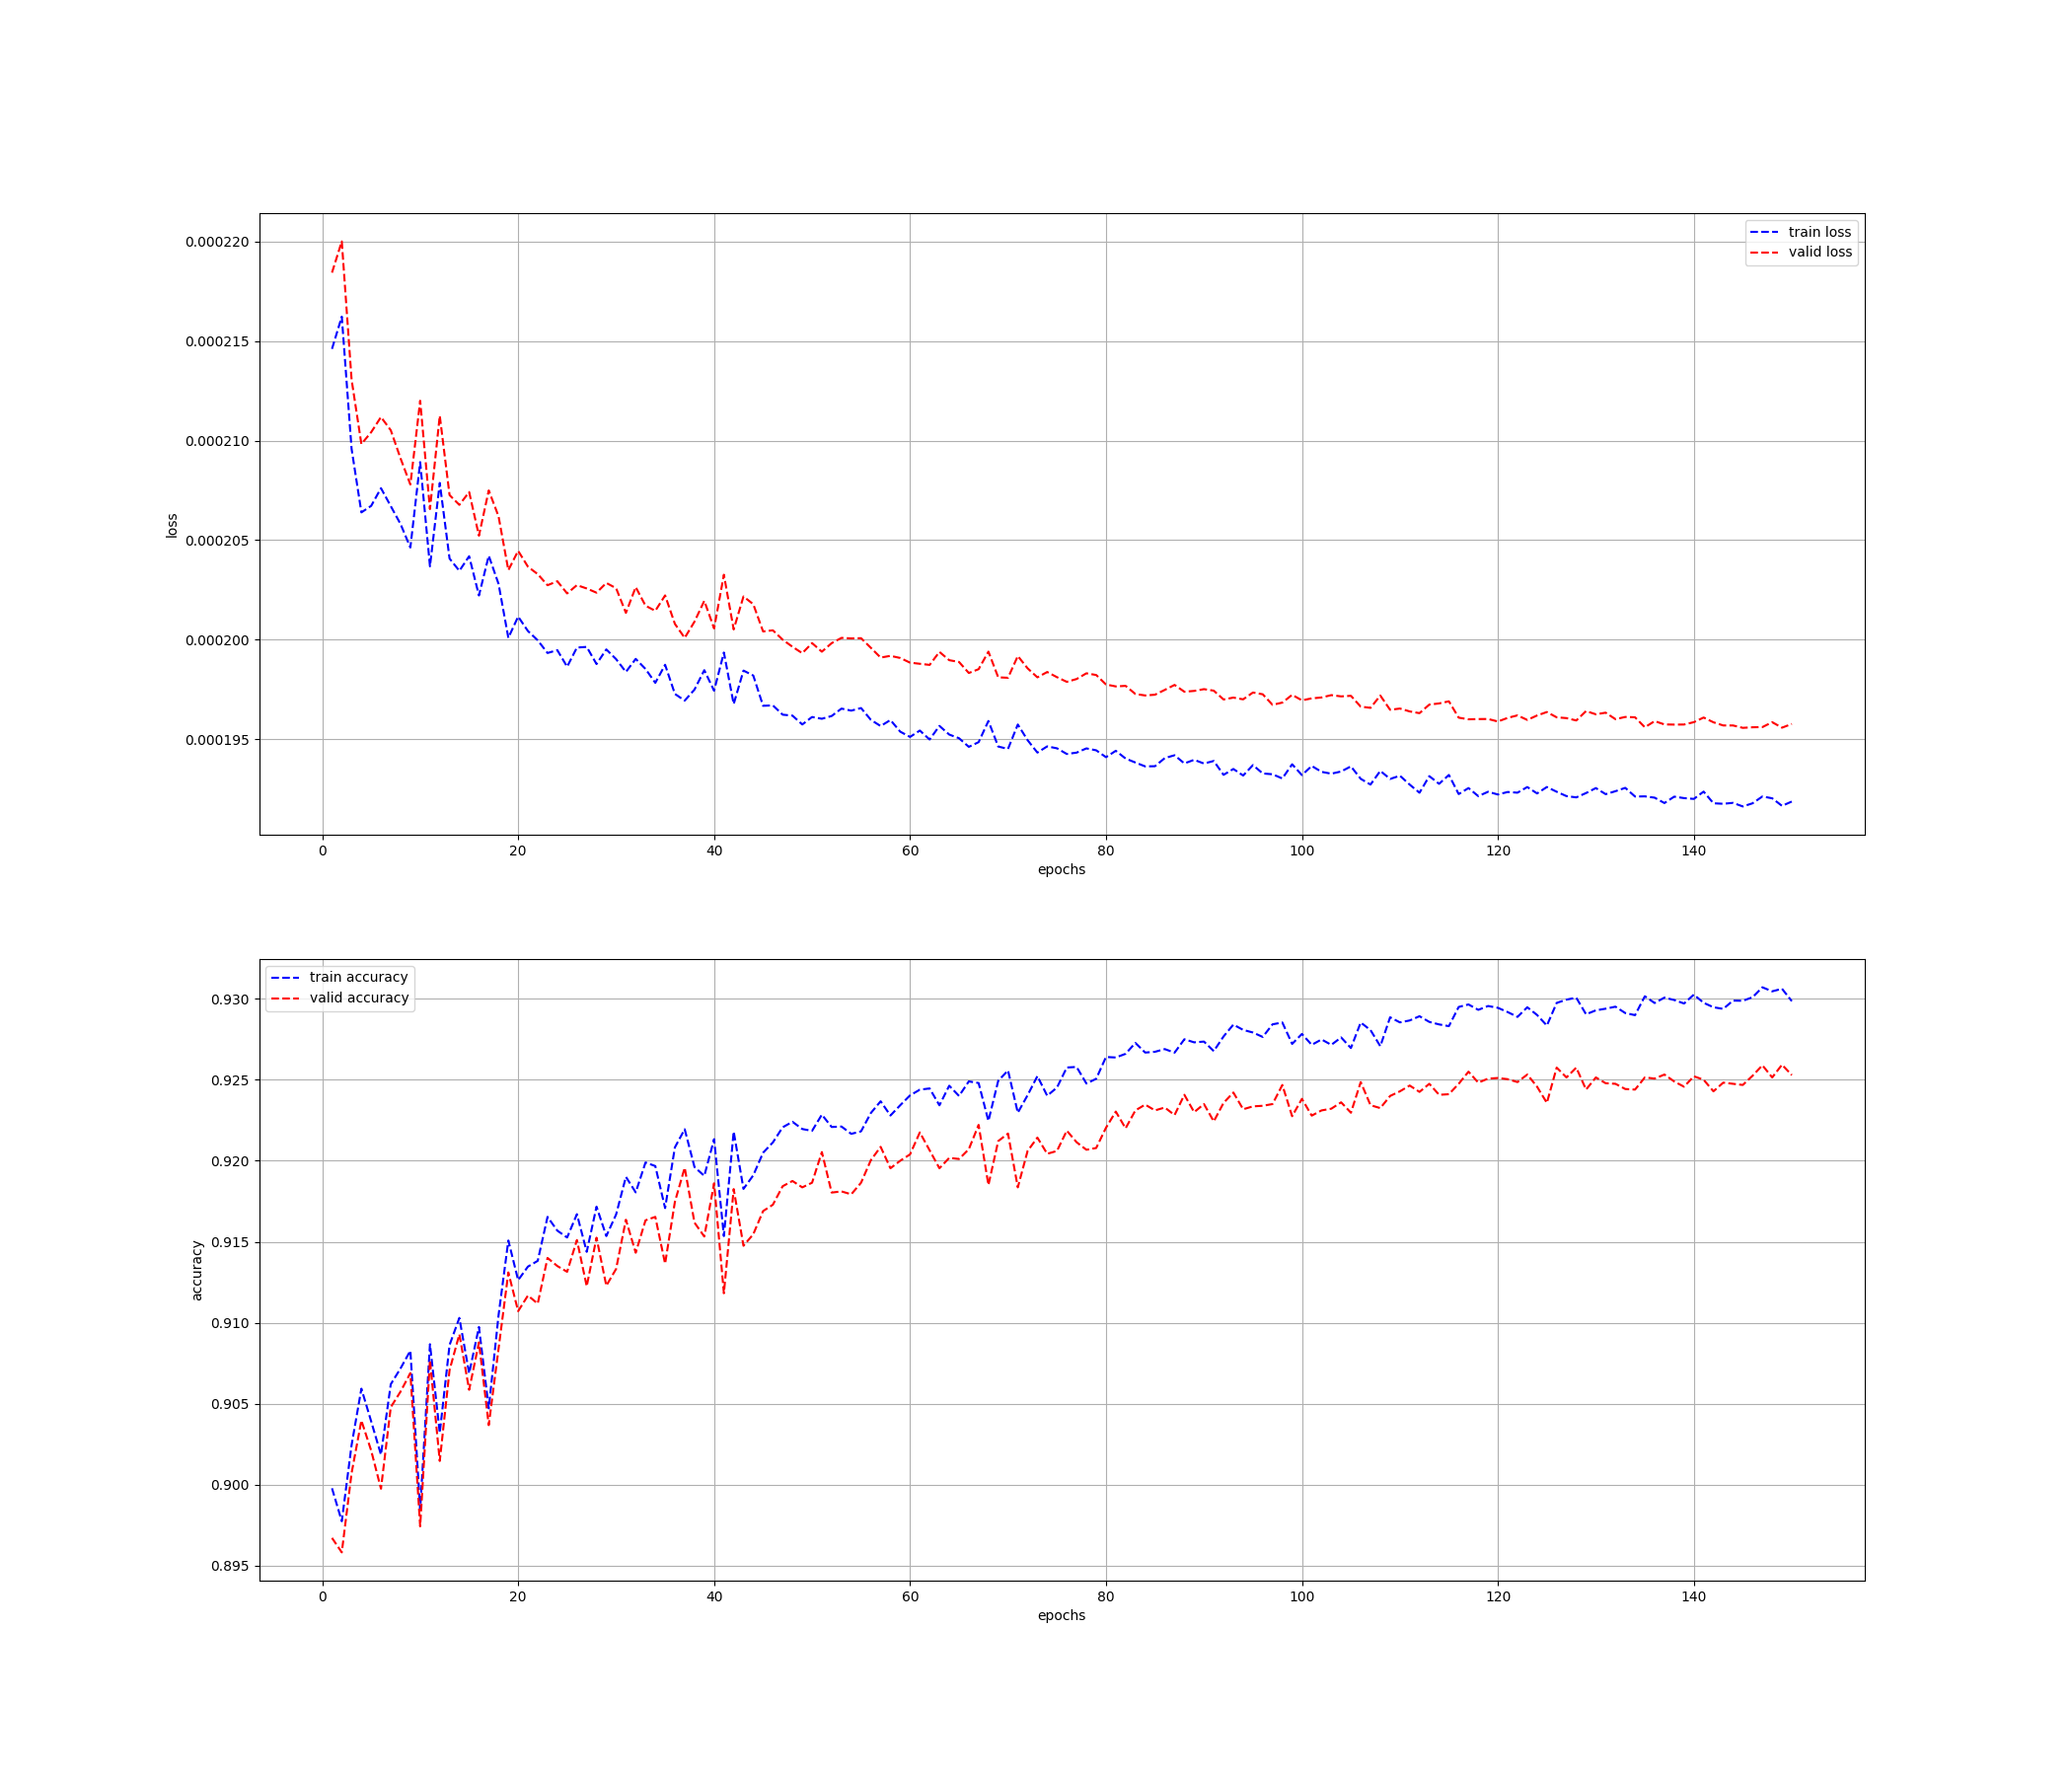 0.000220
0.000215
0.000210
0.000205
0.000200
0.000195
loss
train loss
valid loss
0 20 40 60 80 100 120 140
epochs
train accuracy
valid accuracy
0.930
0.925
0.920
0.915
0.910
0.905
0.900
0.895
accuracy
0 20 40 60 80 100 120 140
epochs